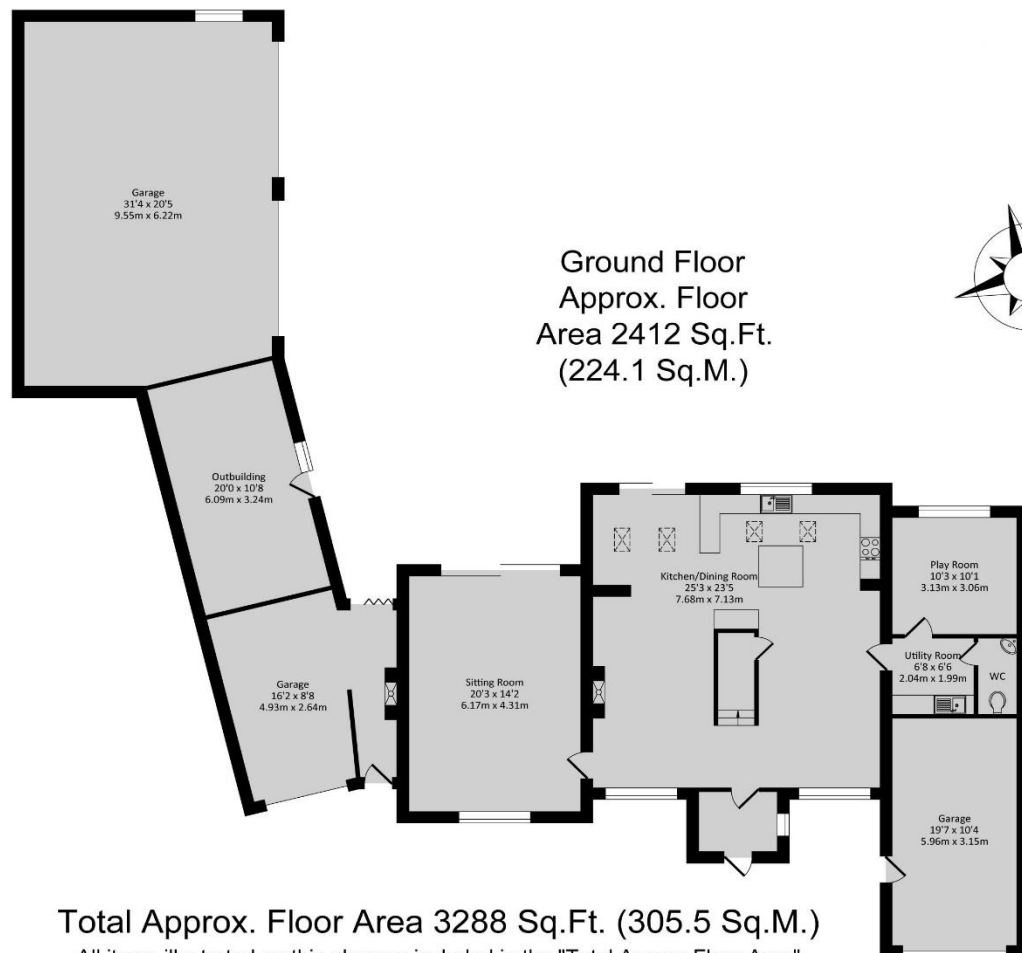 Garage
31'4 x 20'5
9.55m x 6.22m
Ground Floor
Approx. Floor
Area 2412 Sq.Ft.
(224.1 Sq.M.)
Outbuilding
20'0 x 10'8
6.09m x 3.24m
Kitchen/Dining Room
25'3 x 23'5
7.68m x 7.13m
Play Room
10'3 x 10'1
3.13m x 3.06m
Utility Room
6'8 x 6'6
2.04m x 1.99m
WC
Garage
16'2 x 8'8
4.93m x 2.64m
Sitting Room
20'3 x 14'2
6.17m x 4.31m
Garage
19'7 x 10'4
5.96m x 3.15m
Total Approx. Floor Area 3288 Sq.Ft. (305.5 Sq.M.)